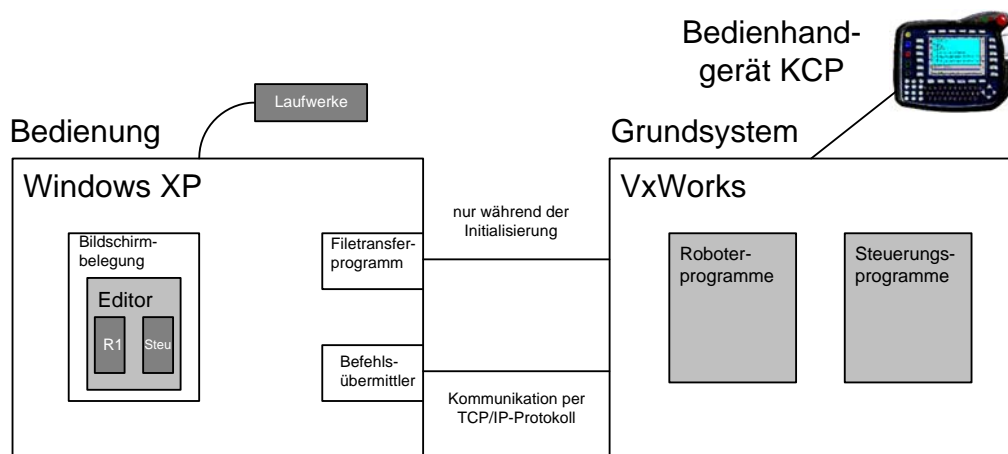 Bedienhand-
gerät KCP
Laufwerke
Bedienung
Grundsystem
Windows XP
VxWorks
nur während der
Initialisierung
Bildschirm-
belegung
Filetransfer-
programm
Roboter-
programme
Steuerungs-
programme
Editor
R1
Steu
Befehls-
übermittler
Kommunikation per
TCP/IP-Protokoll